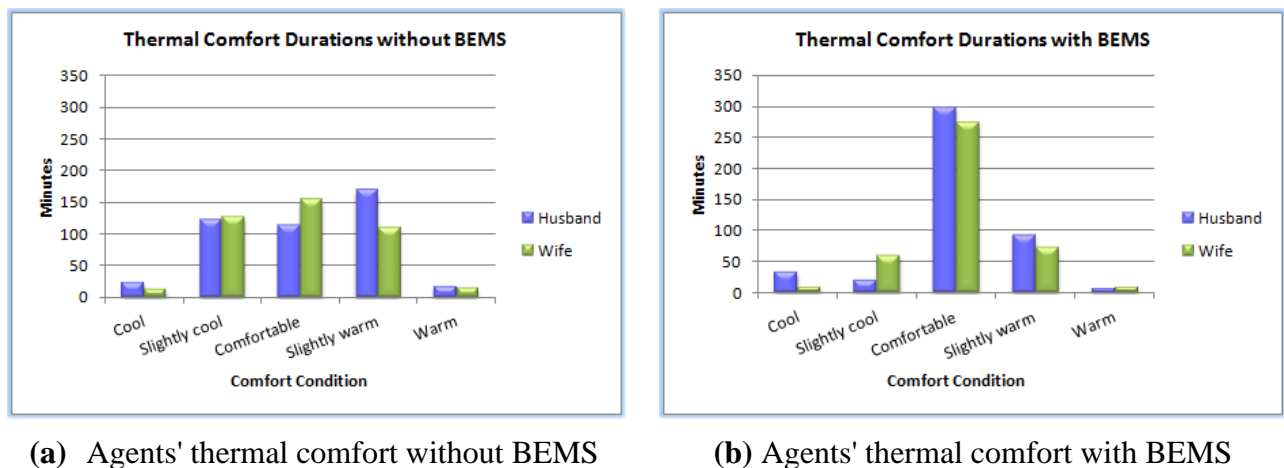 Thermal Comfort Durations without BEMS
350
300
250
200
150
100
50
0
Minutes
Cool
Slightly cool
Comfortable
Slightly warm
Warm
Comfort Condition
Husband
Wife
(a) Agents' thermal comfort without BEMS
Thermal Comfort Durations with BEMS
350
300
250
200
150
100
50
0
Minutes
Cool
Slightly cool
Comfortable
Slightly warm
Warm
Comfort Condition
Husband
Wife
(b) Agents' thermal comfort with BEMS